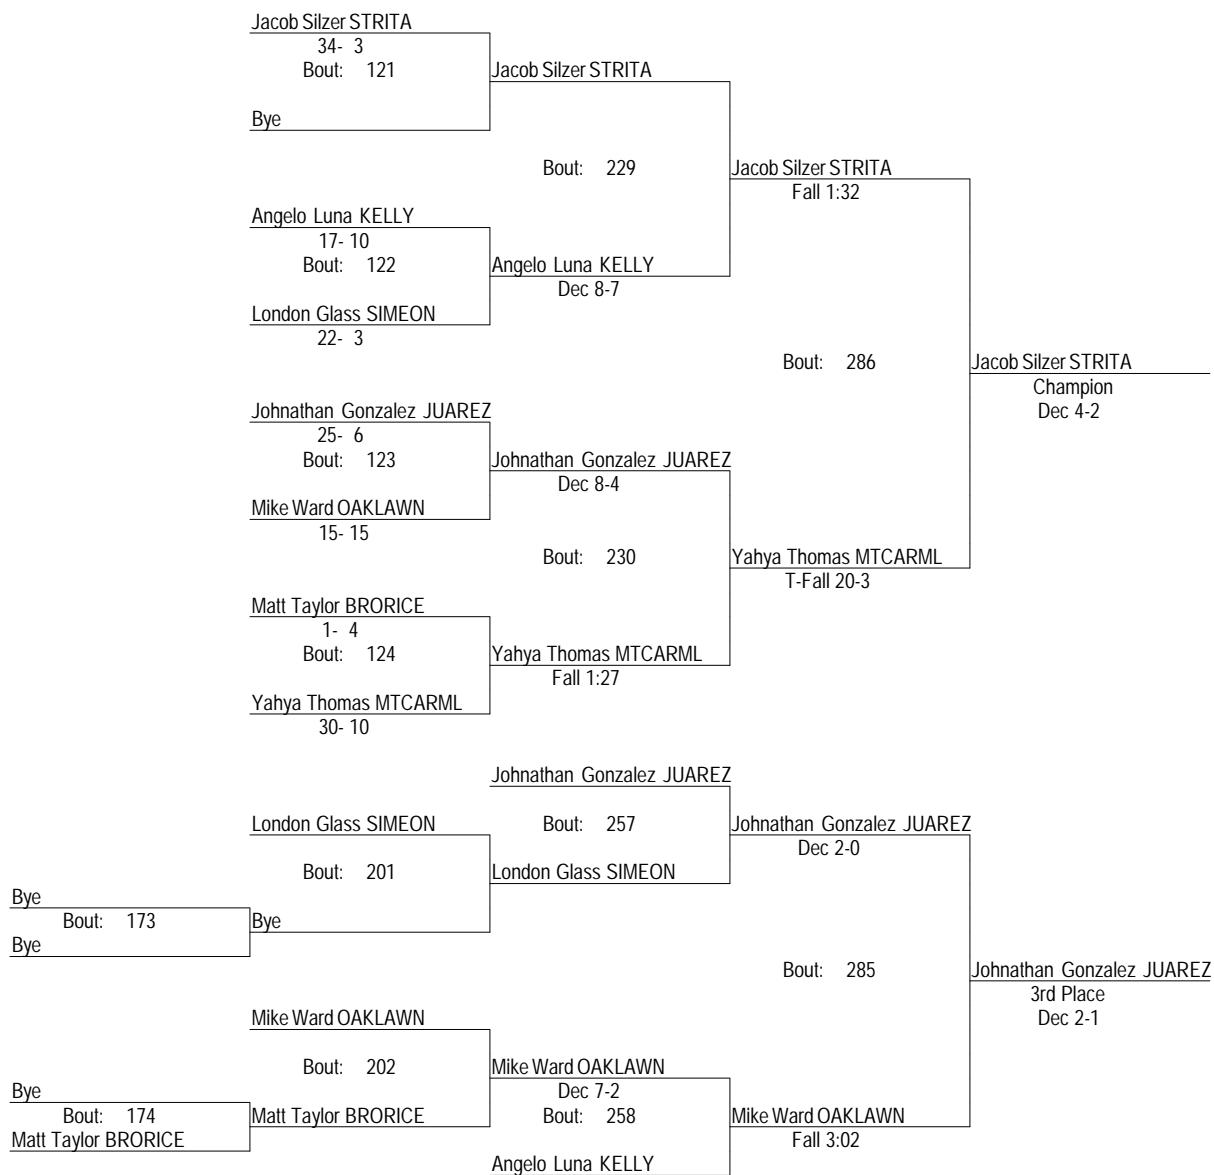 Jacob Silzer STRITA
34- 3
Bout: 121
Jacob Silzer STRITA
Bye
Bout: 229
Jacob Silzer STRITA
Fall 1:32
Angelo Luna KELLY
17- 10
Bout: 122
Angelo Luna KELLY
Dec 8-7
London Glass SIMEON
22- 3
Bout: 286
Jacob Silzer STRITA
Champion
Dec 4-2
Johnathan Gonzalez JUAREZ
25- 6
Bout: 123
Johnathan Gonzalez JUAREZ
Dec 8-4
Mike Ward OAKLAWN
15- 15
Bout: 230
Yahya Thomas MTCARML
T-Fall 20-3
Matt Taylor BRORICE
1- 4
Bout: 124
Yahya Thomas MTCARML
Fall 1:27
Yahya Thomas MTCARML
30- 10
Johnathan Gonzalez JUAREZ
London Glass SIMEON
Bout: 257
Johnathan Gonzalez JUAREZ
Dec 2-0
Bout: 201
London Glass SIMEON
Bye
Bout: 173
Bye
Bye
Bout: 285
Johnathan Gonzalez JUAREZ
3rd Place
Dec 2-1
Mike Ward OAKLAWN
Bout: 202
Mike Ward OAKLAWN
Dec 7-2
Bye
Bout: 174
Matt Taylor BRORICE
Bout: 258
Mike Ward OAKLAWN
Fall 3:02
Matt Taylor BRORICE
Angelo Luna KELLY